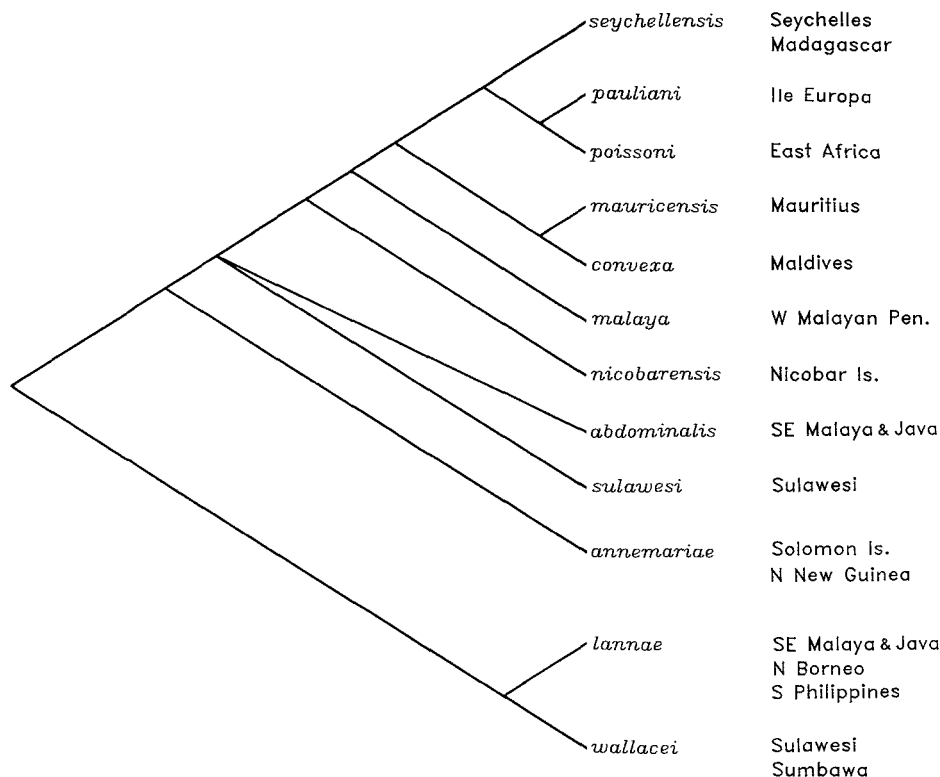 seychellensis Seychelles
Madagascar
pauliani Ile Europa
poissoni East Africa
mauricensis Mauritius
convexa Maldives
malaya W Malayan Pen.
nicobarensis Nicobar Is.
abdominalis SE Malaya & Java
sulawesi Sulawesi
annemariae Solomon Is.
N New Guinea
lannae SE Malaya & Java
N Borneo
S Philippines
wallacei Sulawesi
Sumbawa